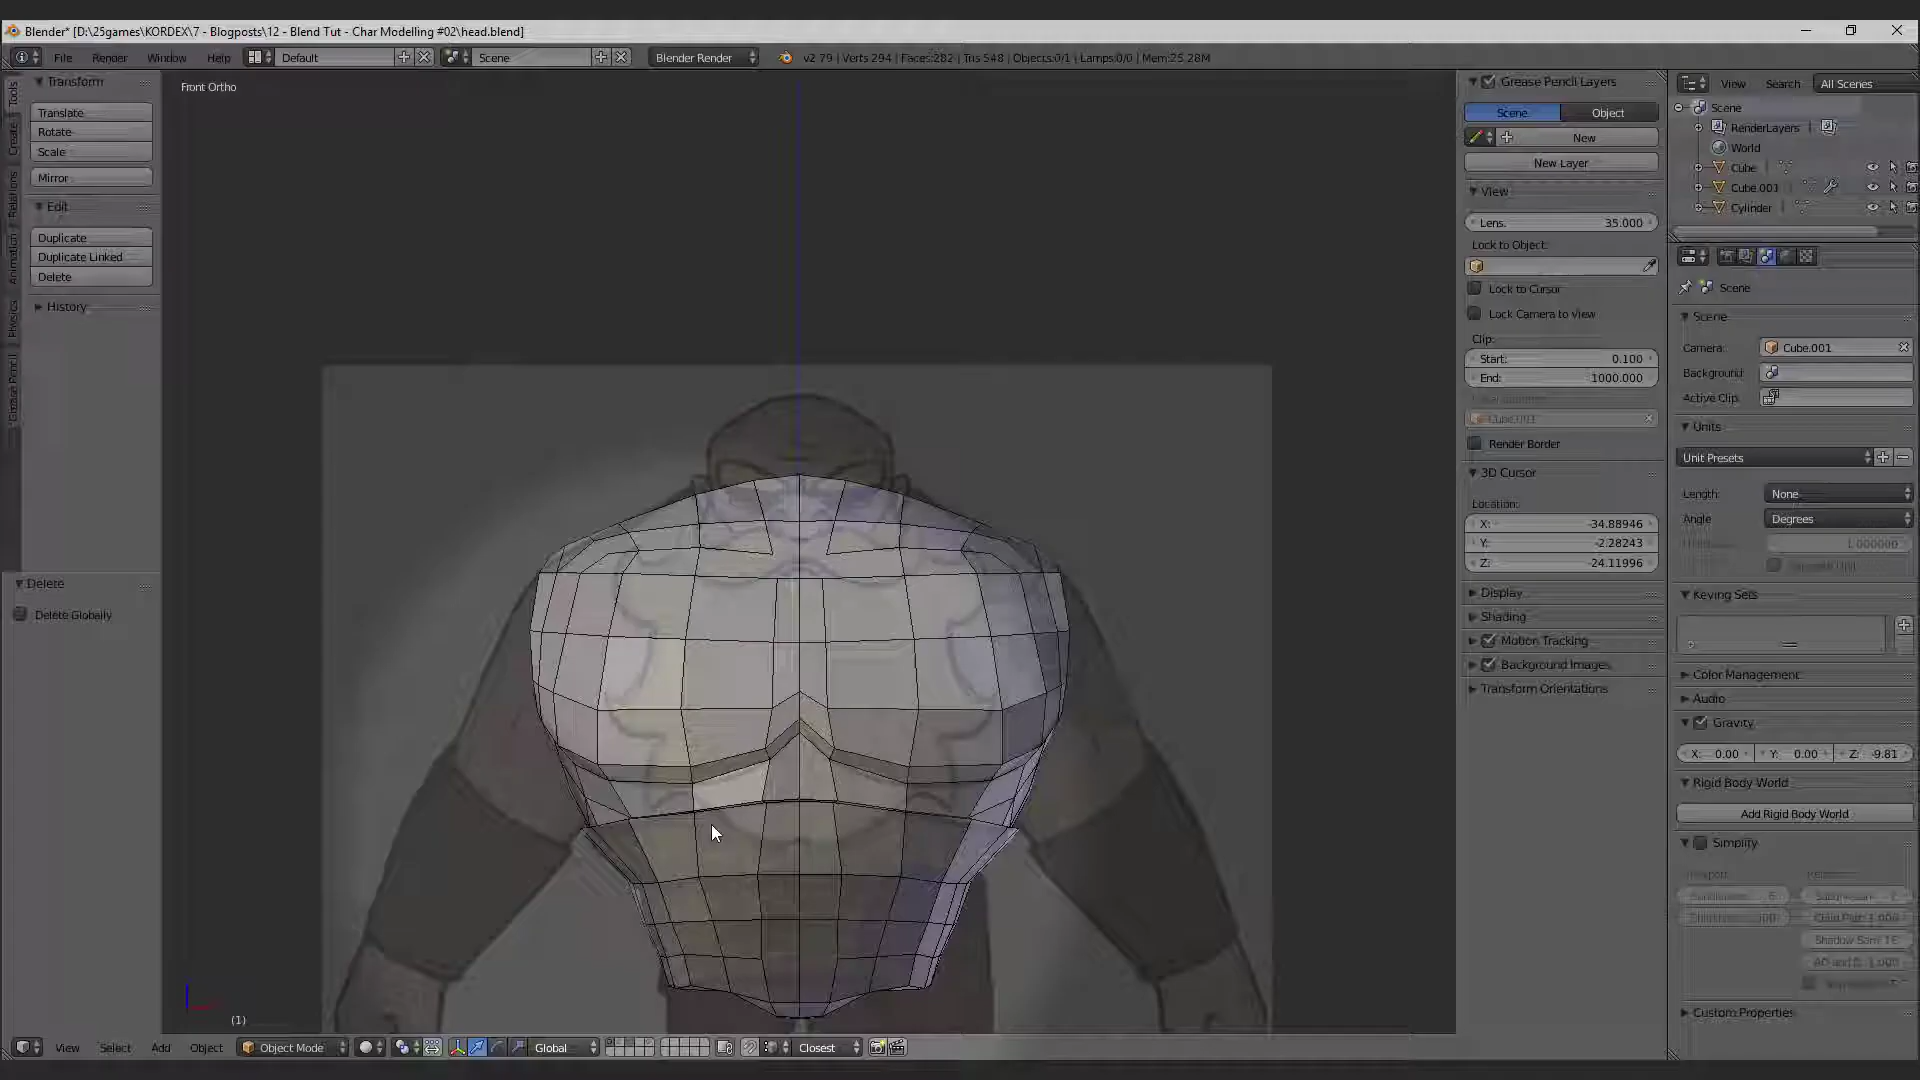 Blender* [D:\25games\KORDEX\7 - Blogposts\12 - Blend Tut - Char Modelling #02\head.blend]
File Render Window Help Default Scene Blender Render v2.79 | Verts:294 | Faces:282 | Tris:548 | Objects:0/1 | Lamps:0/0 | Mem:25.28M
Tools
Create
Relations
Animation
Physics
Grease Pencil
Transform
Translate
Rotate
Scale
Mirror
Edit
Duplicate
Duplicate Linked
Delete
History
Delete
Delete Globally
Front Ortho
(1)
View Select Add Object Object Mode Global Closest
Grease Pencil Layers
Scene Object
New
New Layer
View
Lens: 35.000
Lock to Object:
Lock to Cursor
Lock Camera to View
Clip:
Start: 0.100
End: 1000.000
Cube.001
Render Border
3D Cursor
Location:
X: -34.88946
Y: -2.28243
Z: -24.11996
Display
Shading
Motion Tracking
Background Images
Transform Orientations
View Search All Scenes
Scene
RenderLayers
World
Cube
Cube.001
Cylinder
Scene
Scene
Camera: Cube.001
Background:
Active Clip:
Units
Unit Presets
Length: None
Angle: Degrees
1.000000
Keying Sets
Color Management
Audio
Gravity
X: 0.00 Y: 0.00 Z: -9.81
Rigid Body World
Add Rigid Body World
Simplify
Custom Properties